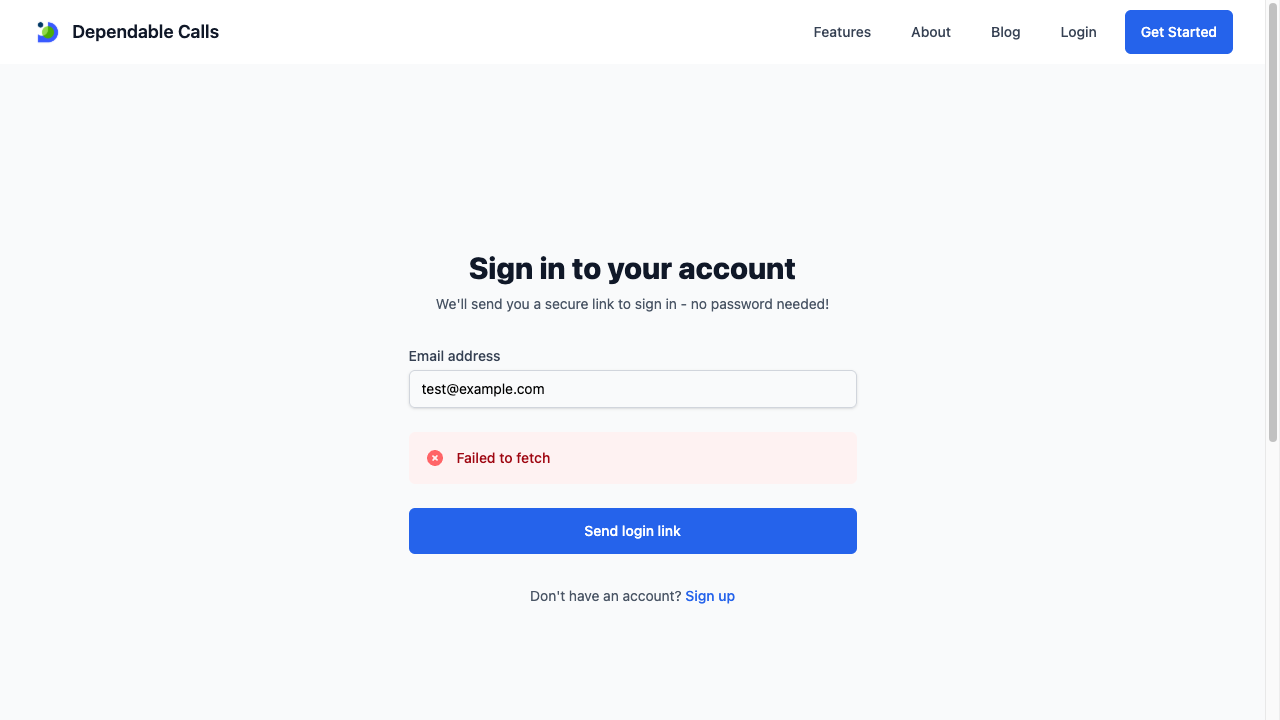 Dependable Calls
Features
About
Blog
Login
Get Started
Sign in to your account
We'll send you a secure link to sign in - no password needed!
Email address
test@example.com
Failed to fetch
Send login link
Don't have an account? Sign up